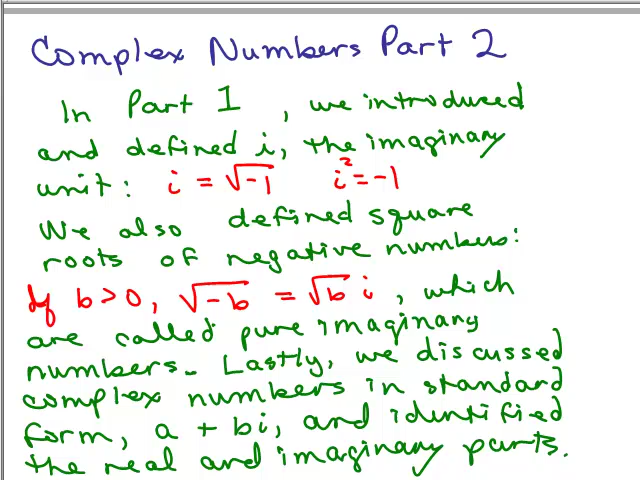 Complex Numbers Part 2
In Part 1, we introduced
and defined i, the imaginary
unit: i = √-1 i² = -1
We also defined square
roots of negative numbers:
If b > 0, √-b = √b i, which
are called pure imaginary
numbers. Lastly, we discussed
complex numbers in standard
form, a + bi, and identified
the real and imaginary parts.